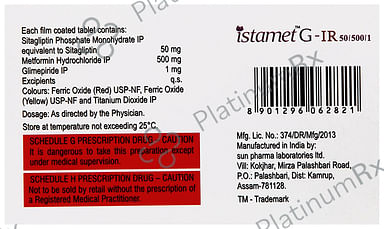 Each film coated tablet contains:
Sitagliptin Phosphate Monohydrate IP
equivalent to Sitagliptin 50 mg
Metformin Hydrochloride IP 500 mg
Glimepiride IP 1 mg
Excipients q.s.
Colours: Ferric Oxide (Red) USP-NF, Ferric Oxide
(Yellow) USP-NF and Titanium Dioxide IP
Dosage: As directed by the Physician.
Store at temperature not exceeding 25°C.
SCHEDULE G PRESCRIPTION DRUG – CAUTION
It is dangerous to take this preparation except
under medical supervision.
SCHEDULE H PRESCRIPTION DRUG – CAUTION
Not to be sold by retail without the prescription of
a Registered Medical Practitioner.
istamet™ G-IR 50/500/1
8 901296 062821
Mfg. Lic. No.: 374/DR/Mfg/2013
Manufactured in India by:
sun pharma laboratories ltd.
Vill: Kokjhar, Mirza Palashbari Road,
P.O.: Palashbari, Dist: Kamrup,
Assam-781128.
TM - Trademark
PlatinumRx
PlatinumRx
PlatinumRx